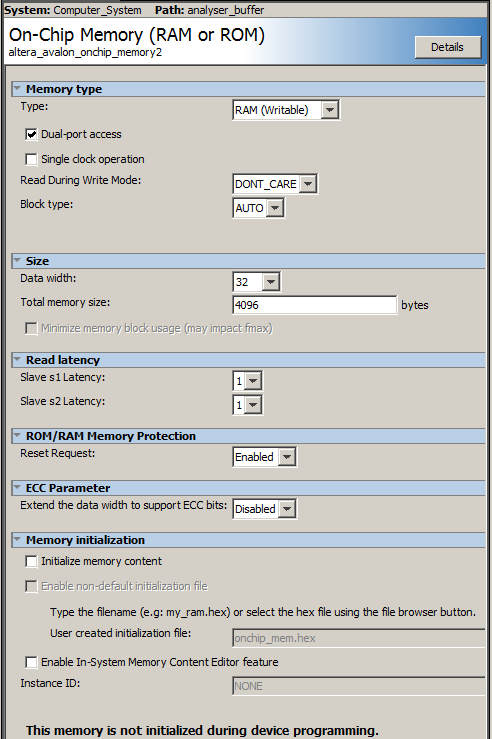 System: Computer_System Path: analyser_buffer
On-Chip Memory (RAM or ROM)
altera_avalon_onchip_memory2
Details
Memory type
Type: RAM (Writable)
Dual-port access
Single clock operation
Read During Write Mode: DONT_CARE
Block type: AUTO
Size
Data width: 32
Total memory size: 4096 bytes
Minimize memory block usage (may impact fmax)
Read latency
Slave s1 Latency: 1
Slave s2 Latency: 1
ROM/RAM Memory Protection
Reset Request: Enabled
ECC Parameter
Extend the data width to support ECC bits: Disabled
Memory initialization
Initialize memory content
Enable non-default initialization file
Type the filename (e.g: my_ram.hex) or select the hex file using the file browser button.
User created initialization file: onchip_mem.hex
Enable In-System Memory Content Editor feature
Instance ID: NONE
This memory is not initialized during device programming.